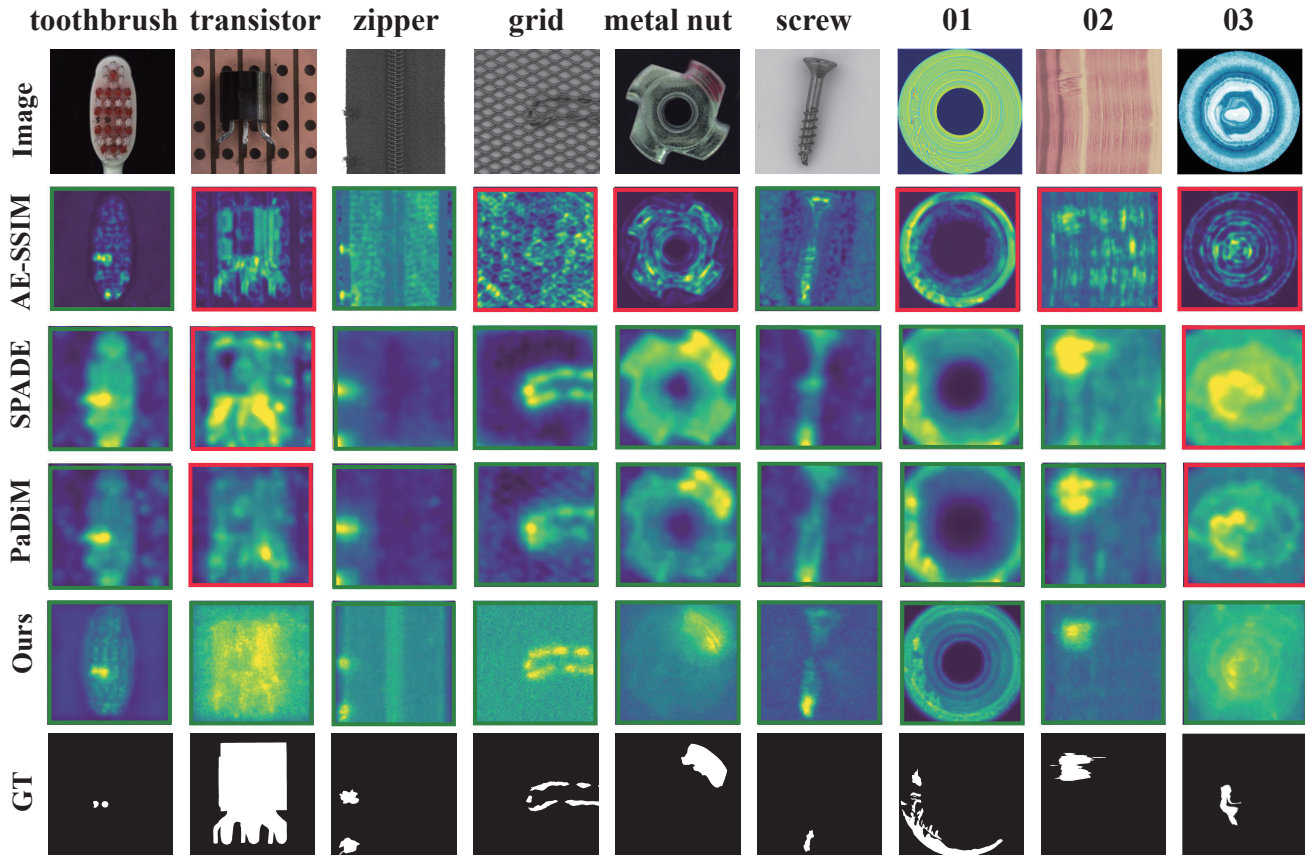 toothbrush transistor zipper grid metal nut screw 01 02 03
Image
AE-SSIM
SPADE
PaDiM
Ours
GT